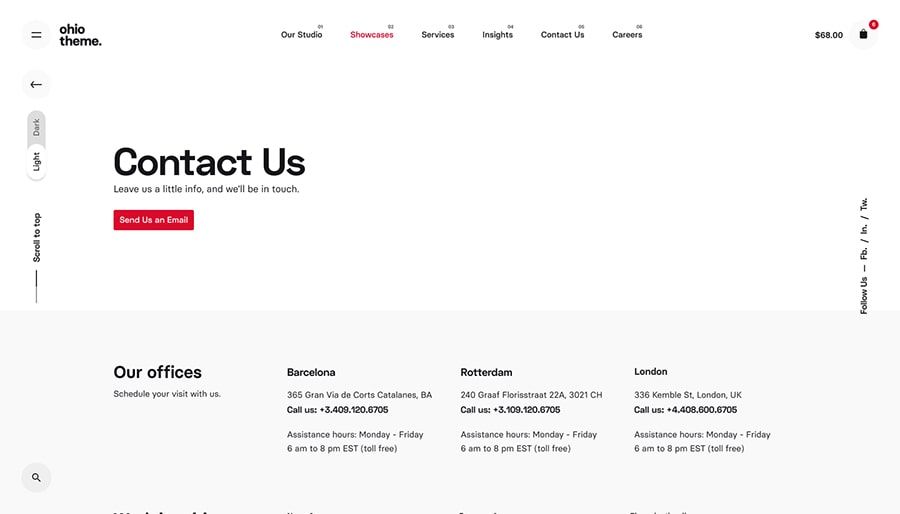 ohio
theme.
01
Our Studio
02
Showcases
03
Services
04
Insights
05
Contact Us
06
Careers
$68.00
6
Dark
Light
Scroll to top
Contact Us
Leave us a little info, and we'll be in touch.
Send Us an Email
Follow Us — Fb. / In. / Tw.
Our offices
Schedule your visit with us.
Barcelona
365 Gran Via de Corts Catalanes, BA
Call us: +3.409.120.6705
Assistance hours: Monday - Friday
6 am to 8 pm EST (toll free)
Rotterdam
240 Graaf Florisstraat 22A, 3021 CH
Call us: +3.109.120.6705
Assistance hours: Monday - Friday
6 am to 8 pm EST (toll free)
London
336 Kemble St, London, UK
Call us: +4.408.600.6705
Assistance hours: Monday - Friday
6 am to 8 pm EST (toll free)